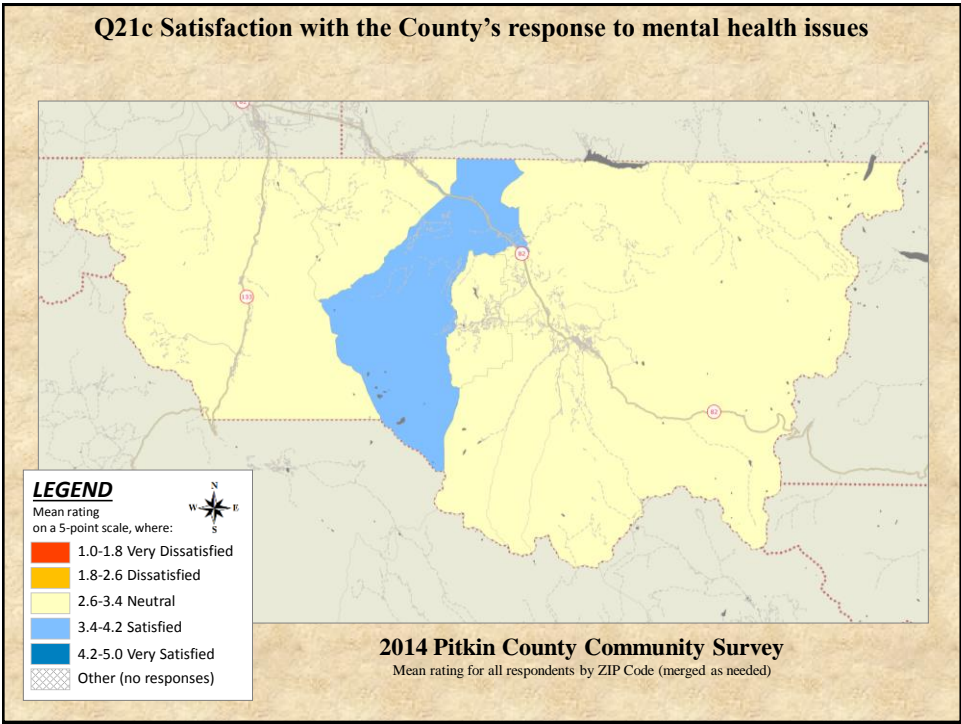 Q21c Satisfaction with the County’s response to mental health issues
82
133
82
82
LEGEND
Mean rating
on a 5-point scale, where:
N
W E
S
1.0-1.8 Very Dissatisfied
1.8-2.6 Dissatisfied
2.6-3.4 Neutral
3.4-4.2 Satisfied
4.2-5.0 Very Satisfied
Other (no responses)
2014 Pitkin County Community Survey
Mean rating for all respondents by ZIP Code (merged as needed)